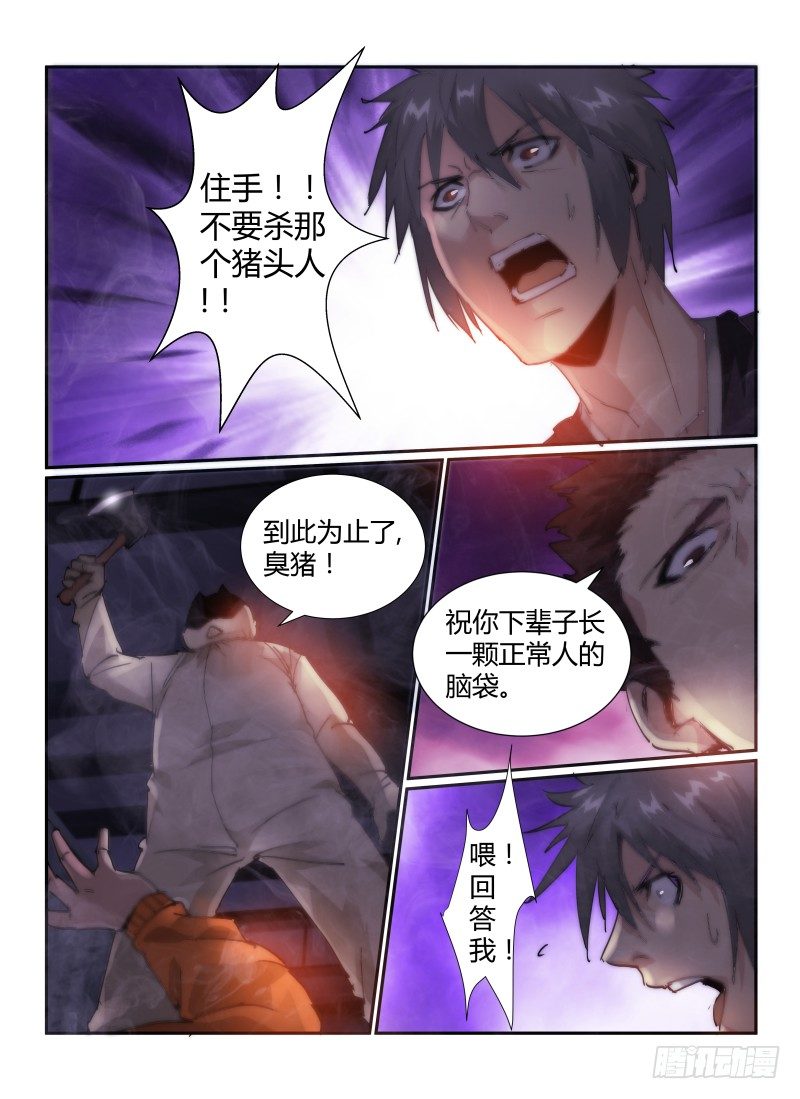 住手！！
不要杀那
个猪头人
！！
到此为止了,
臭猪！
祝你下辈子长
一颗正常人的
脑袋。
喂！
回答
我！
腾讯动漫